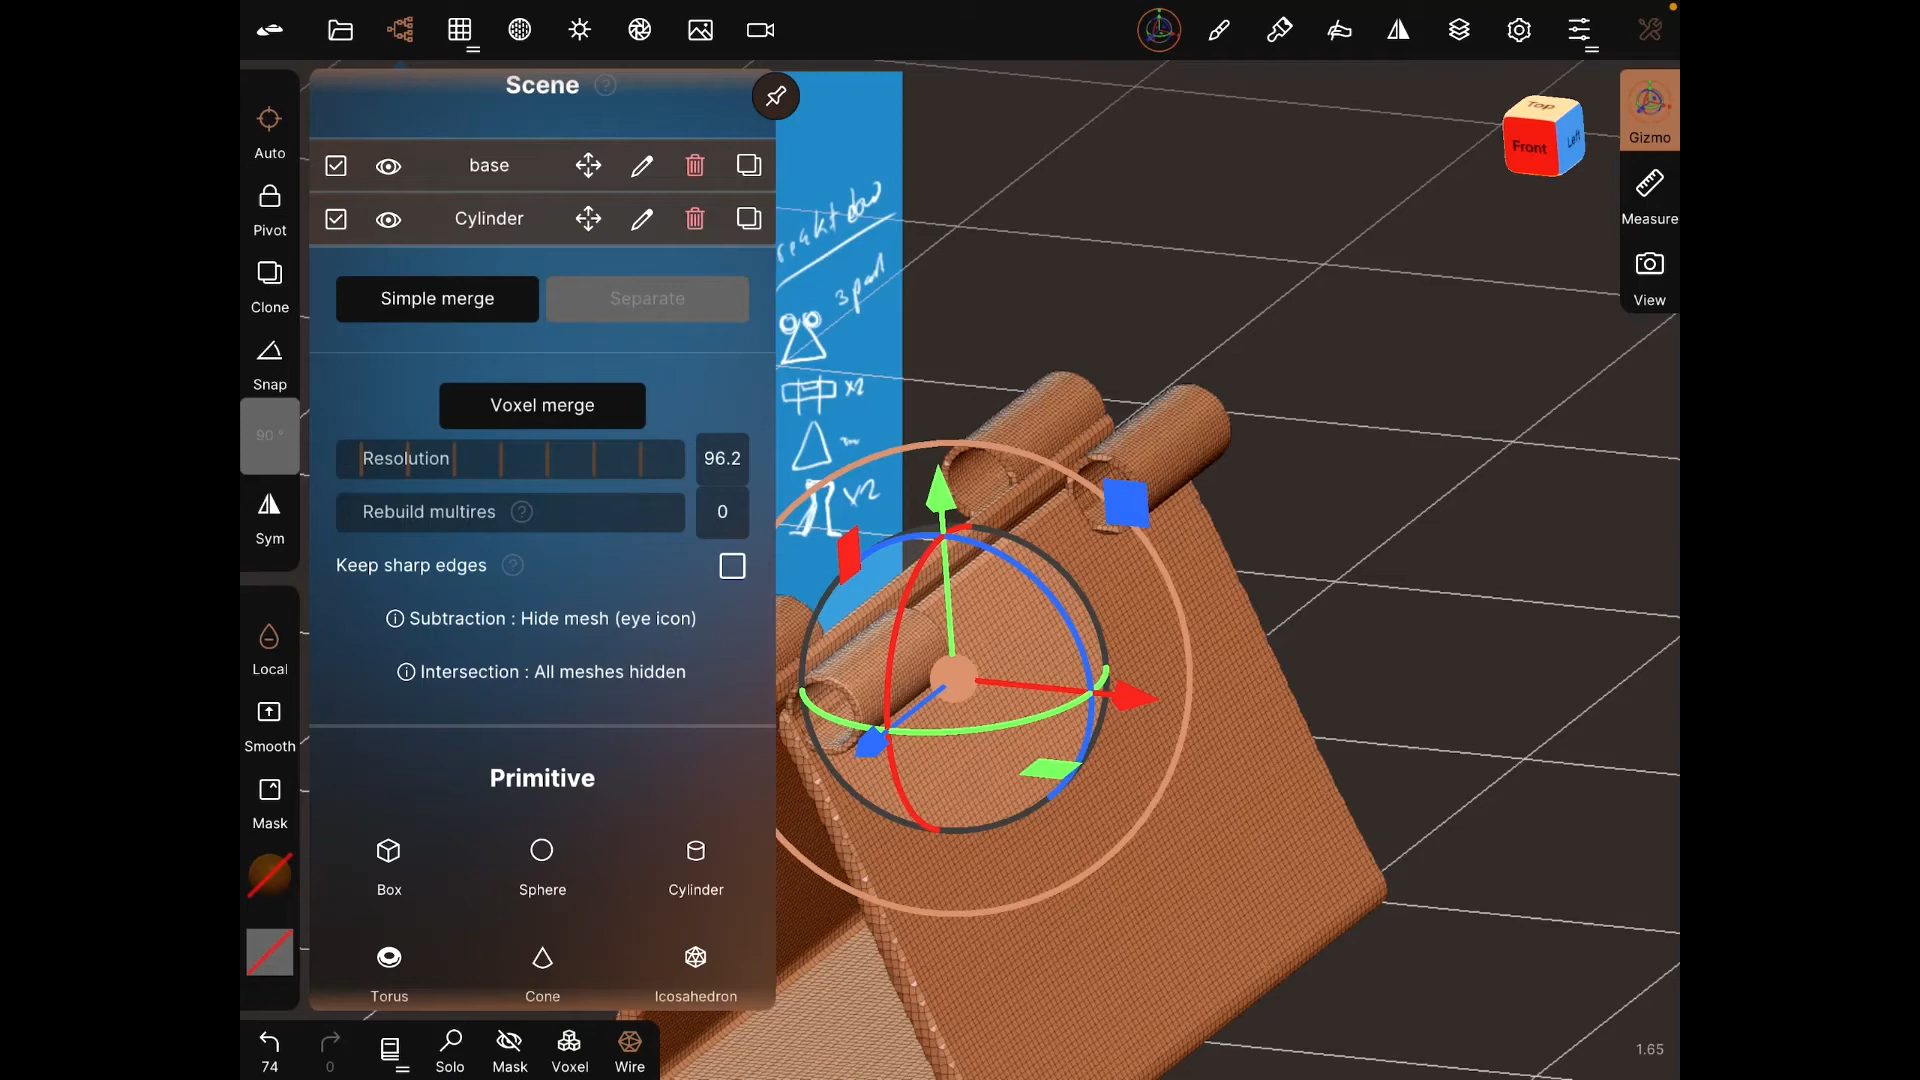 Scene
Top
Front
Left
Gizmo
Measure
View
Auto
Pivot
Clone
Snap
90 °
Sym
Local
Smooth
Mask
base
Cylinder
Simple merge
Separate
Voxel merge
Resolution
96.2
Rebuild multires
0
Keep sharp edges
Subtraction : Hide mesh (eye icon)
Intersection : All meshes hidden
Primitive
Box
Sphere
Cylinder
Torus
Cone
Icosahedron
x2
x2
74
0
Solo
Mask
Voxel
Wire
1.65